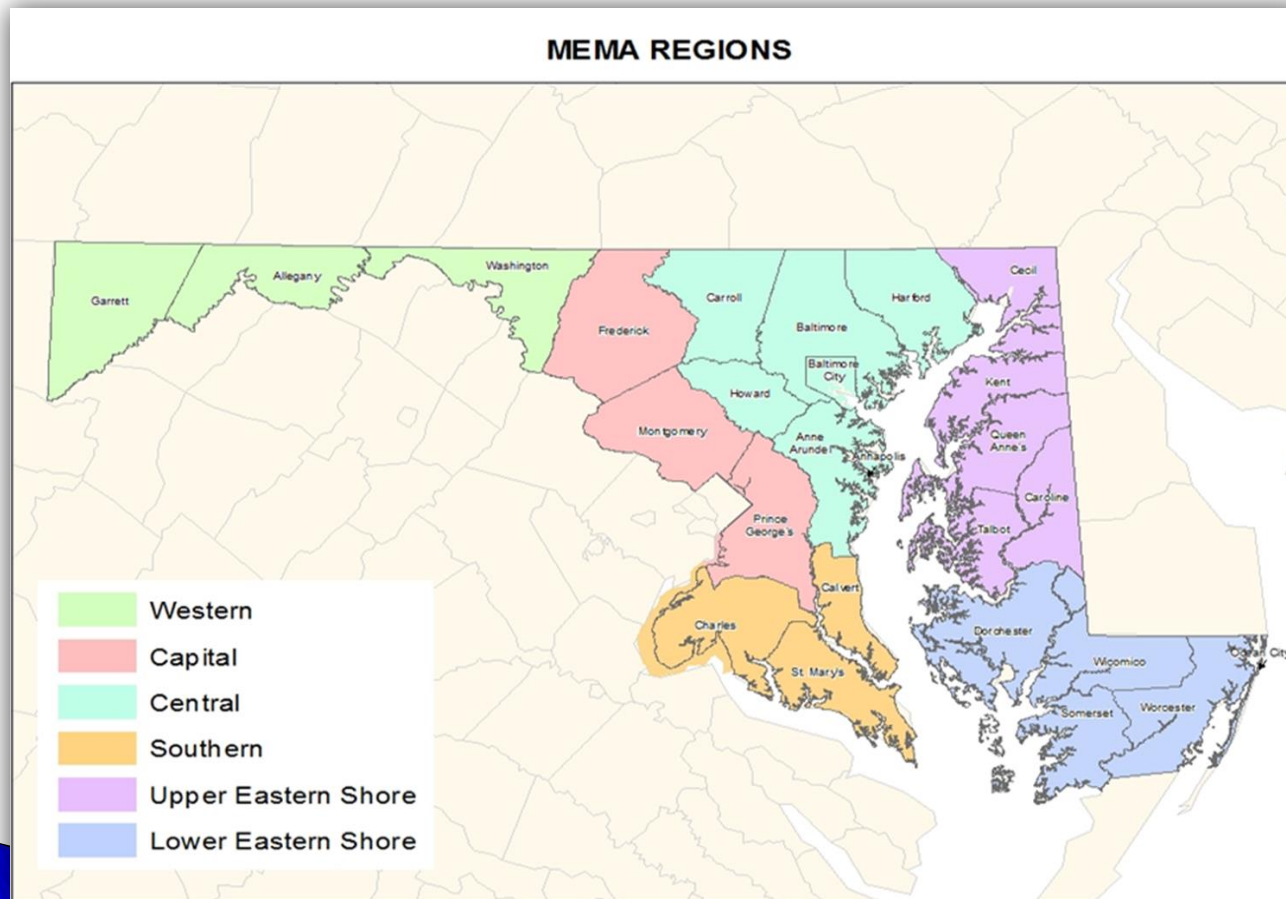 MEMA REGIONS
Garrett
Allegany
Washington
Frederick
Carroll
Baltimore
Harford
Cecil
Baltimore
City
Howard
Kent
Montgomery
Anne
Arundel
Annapolis
Queen
Anne's
Caroline
Talbot
Prince
George's
Calvert
Charles
St. Mary's
Dorchester
Wicomico
Ocean City
Somerset
Worcester
Western
Capital
Central
Southern
Upper Eastern Shore
Lower Eastern Shore